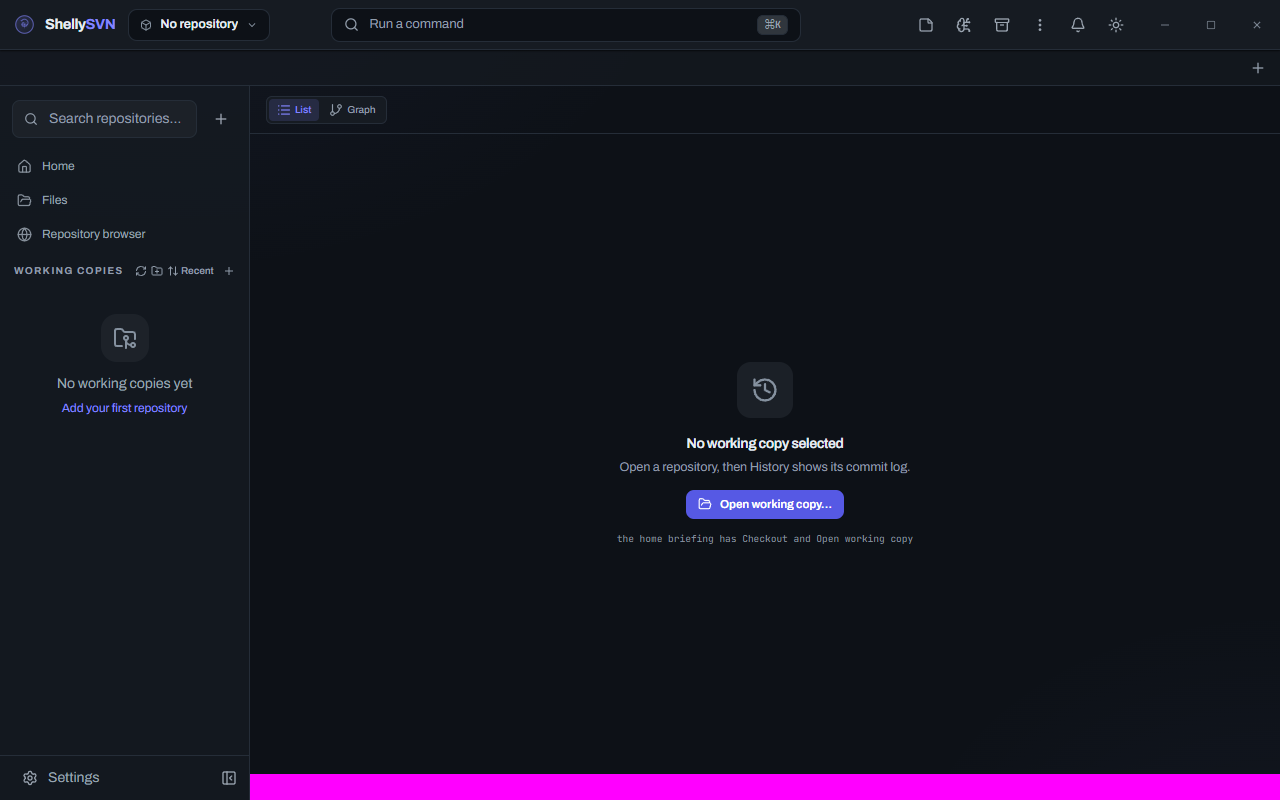 ShellySVN
No repository
Run a command
⌘K
Search repositories...
List
Graph
Home
Files
Repository browser
WORKING COPIES
Recent
No working copies yet
Add your first repository
No working copy selected
Open a repository, then History shows its commit log.
Open working copy...
the home briefing has Checkout and Open working copy
Settings